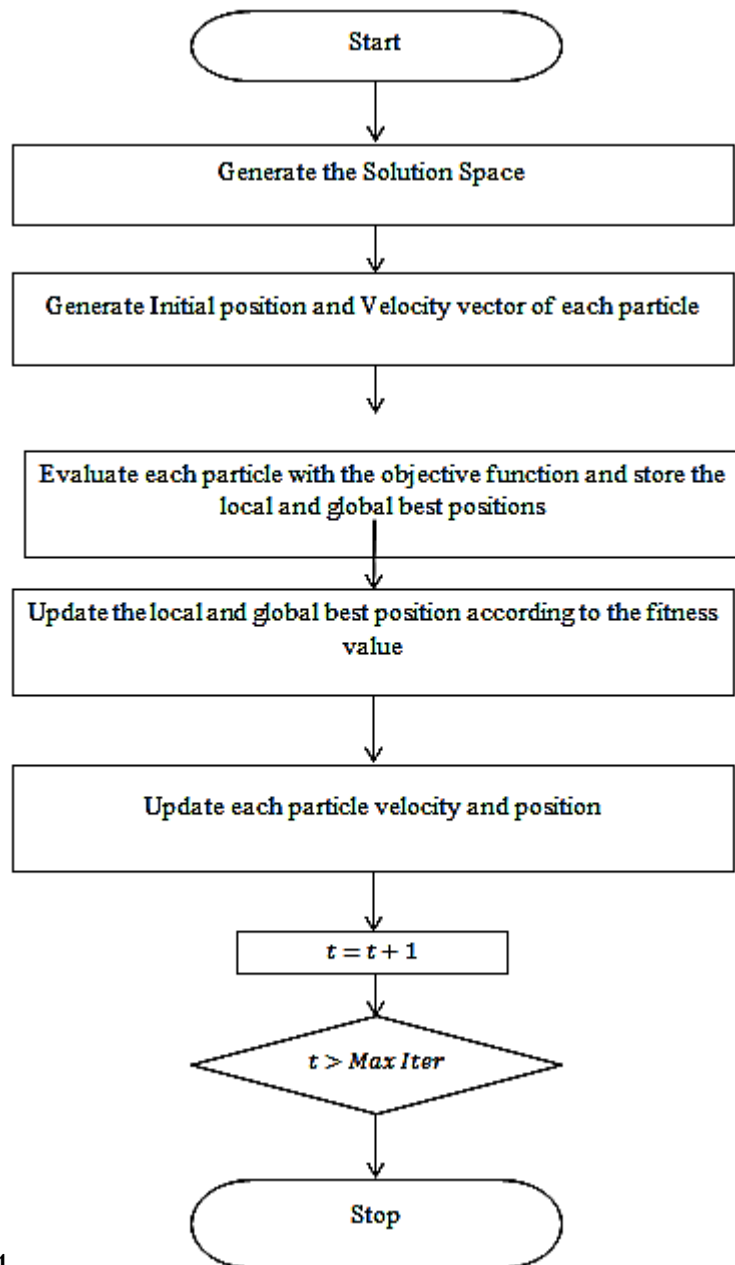 Start
Generate the Solution Space
Generate Initial position and Velocity vector of each particle
Evaluate each particle with the objective function and store the
local and global best positions
Update the local and global best position according to the fitness
value
Update each particle velocity and position
t = t + 1
t > Max Iter
Stop